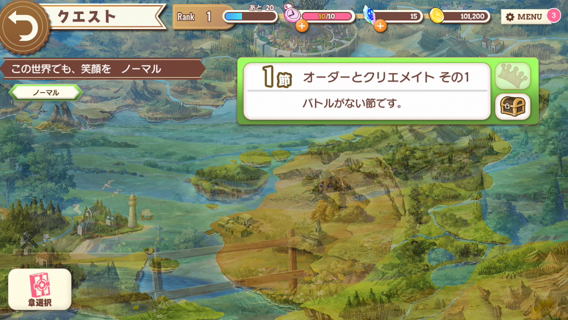 クエスト
Rank 1
あと 20
10/10
15
101,200
MENU
3
この世界でも、笑顔を ノーマル
ノーマル
1節 オーダーとクリエメイト その1
バトルがない節です。
章選択